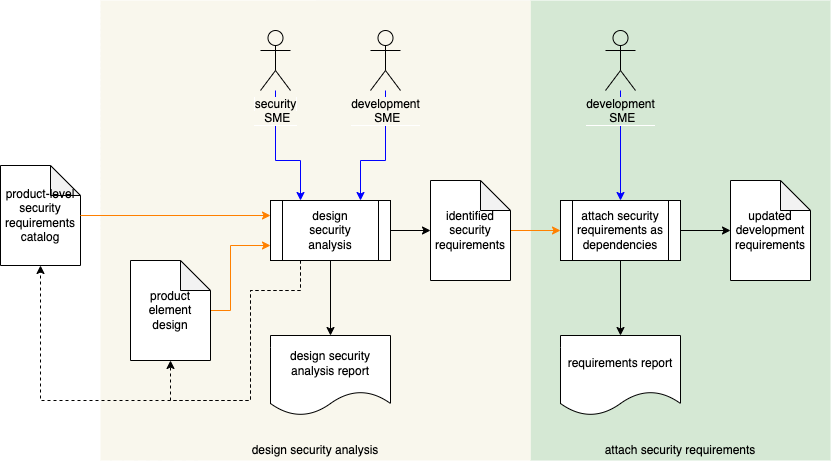 security
SME
development
SME
development
SME
product-level
security
requirements
catalog
design
security
analysis
identified
security
requirements
attach security
requirements as
dependencies
updated
development
requirements
product
element
design
design security
analysis report
requirements report
design security analysis
attach security requirements